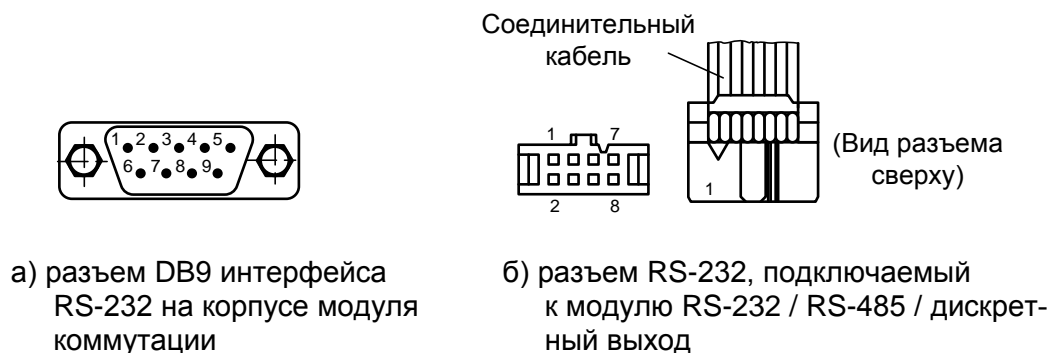 Соединительный
кабель
1 2 3 4 5
6 7 8 9
1 7
2 8
1
(Вид разъема
сверху)
а) разъем DB9 интерфейса
RS-232 на корпусе модуля
коммутации
б) разъем RS-232, подключаемый
к модулю RS-232 / RS-485 / дискрет-
ный выход